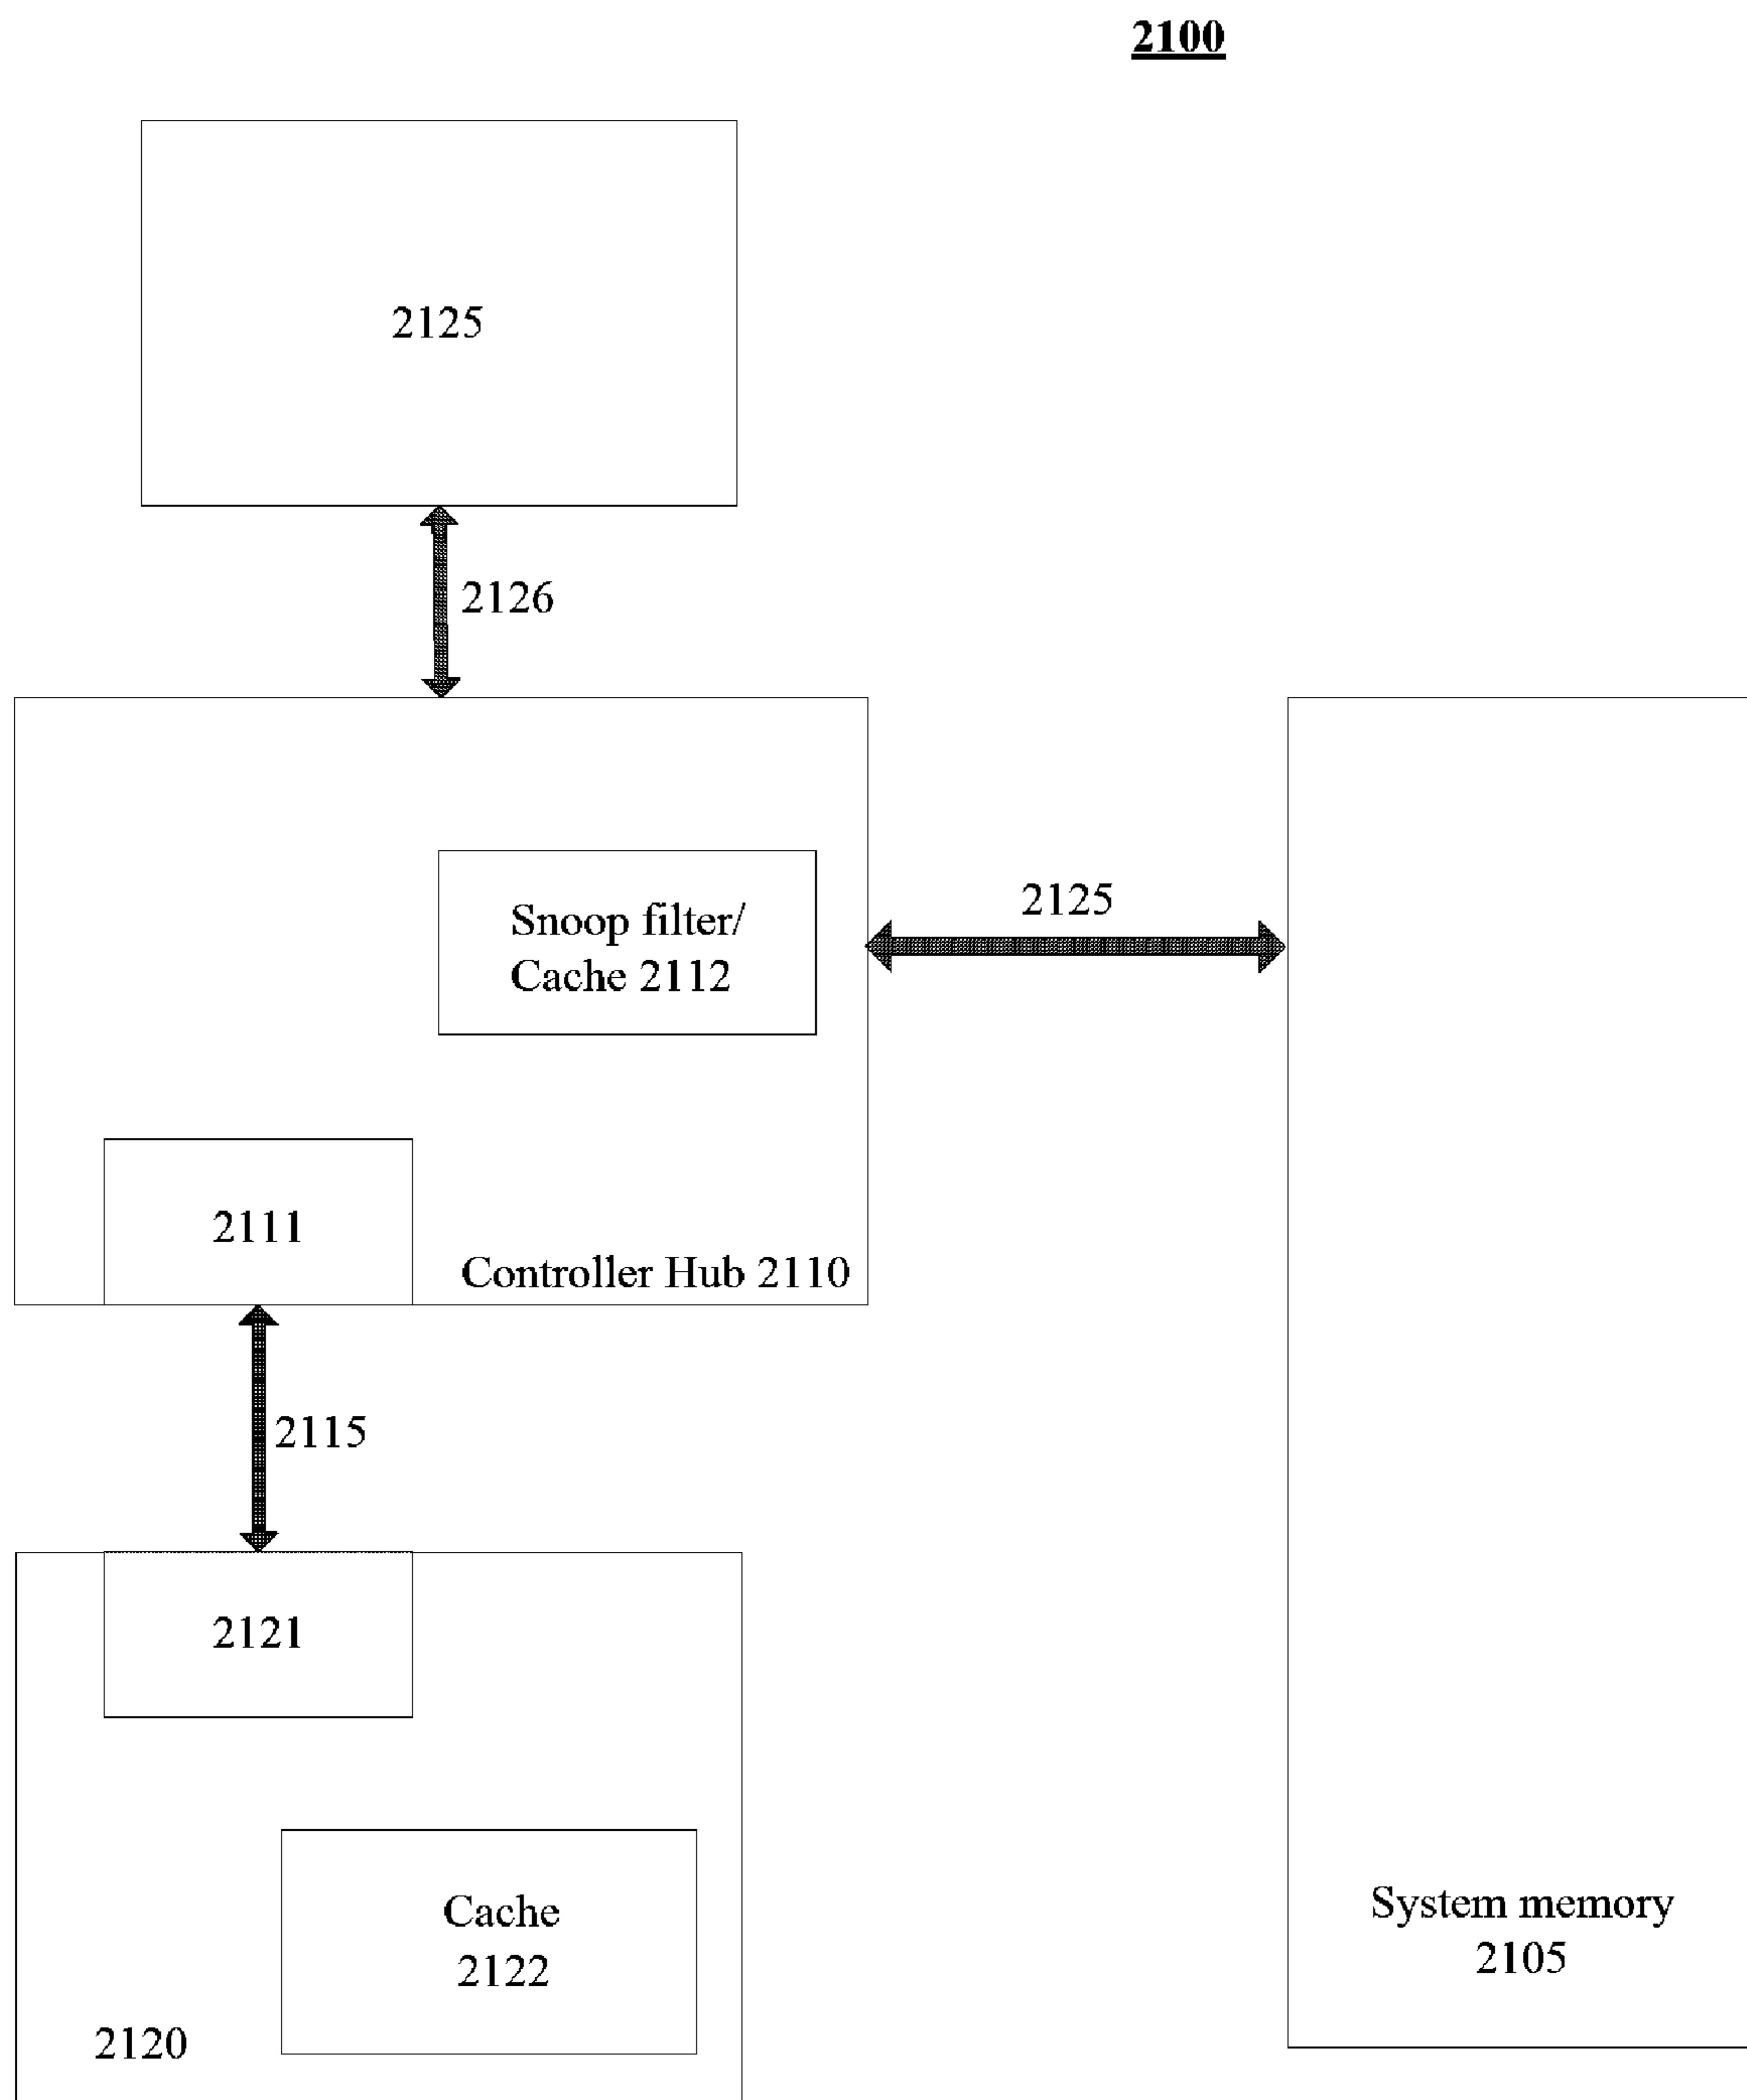 2100
2125
2126
Snoop filter/
Cache 2112
2125
2111
Controller Hub 2110
2115
2121
Cache
2122
System memory
2105
2120